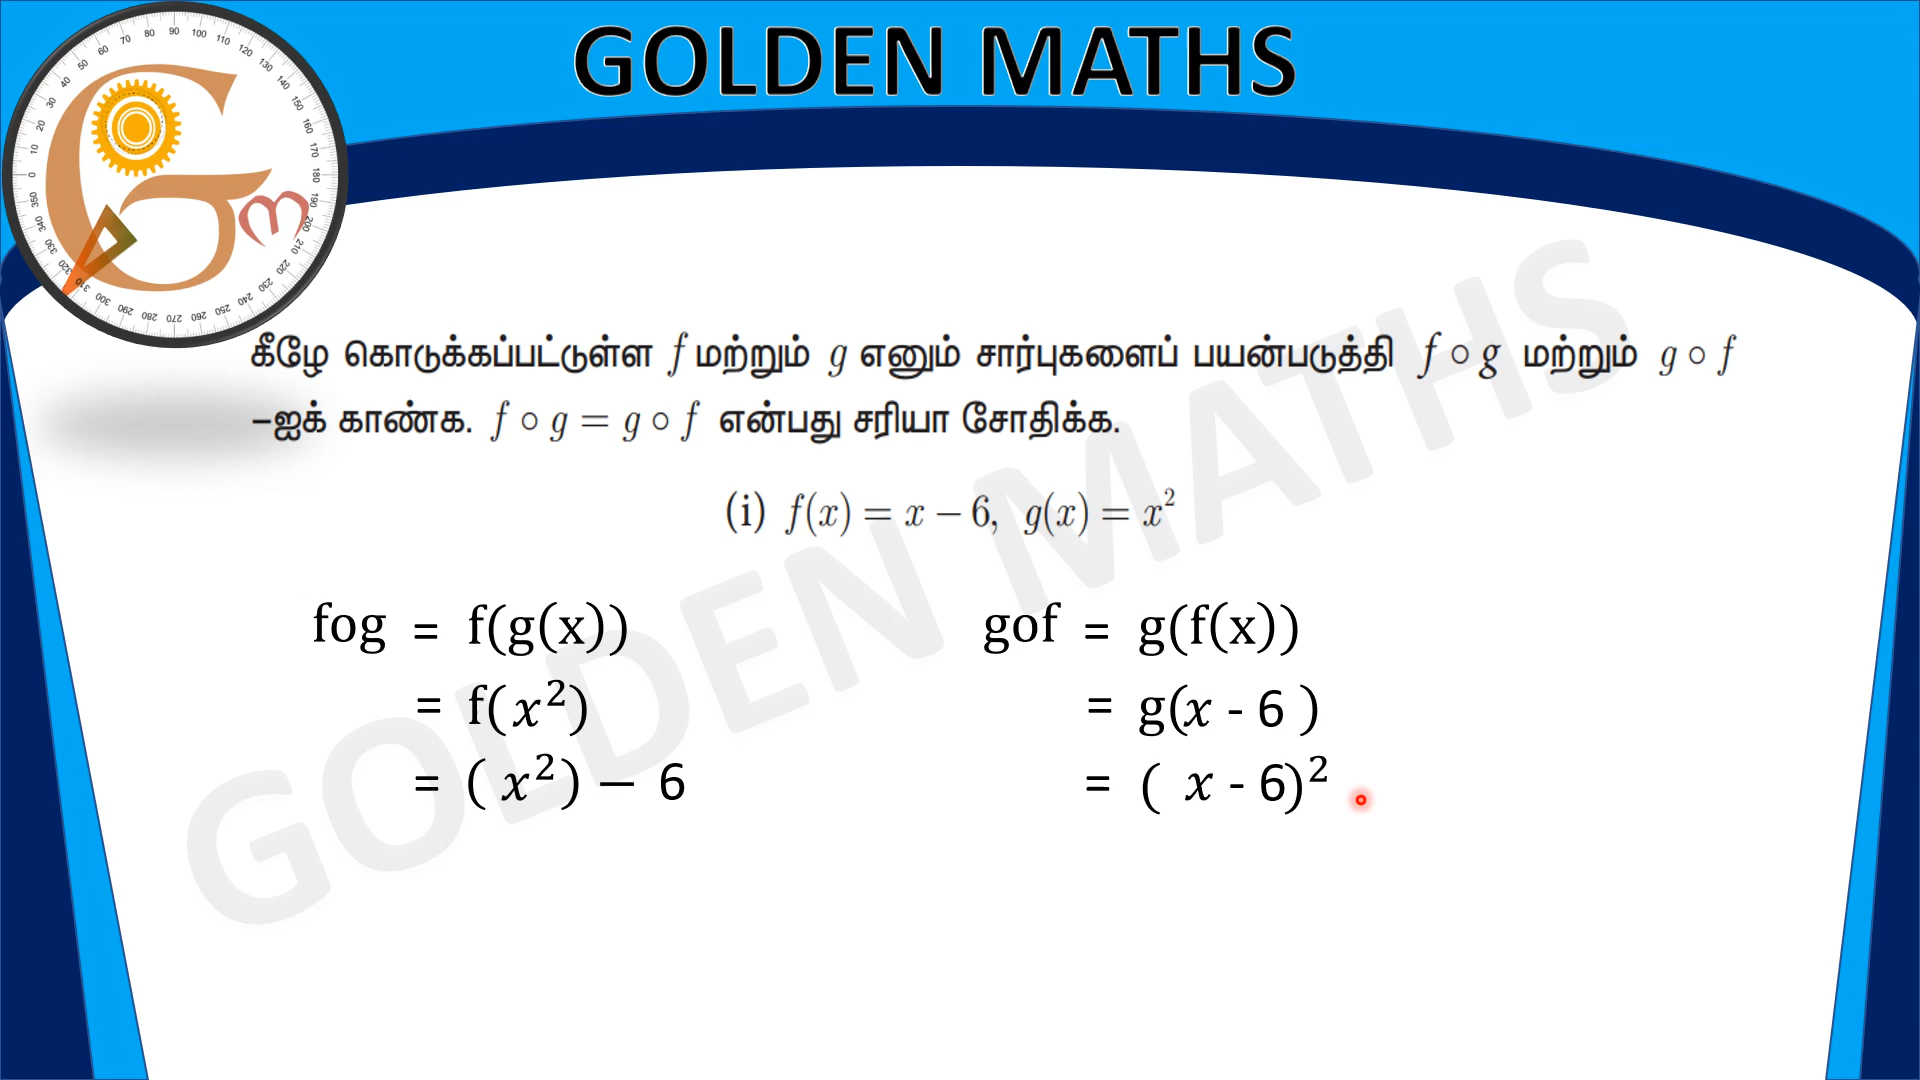 GOLDEN MATHS
கீழே கொடுக்கப்பட்டுள்ள f மற்றும் g எனும் சார்புகளைப் பயன்படுத்தி f ∘ g மற்றும் g ∘ f
–ஐக் காண்க. f ∘ g = g ∘ f என்பது சரியா சோதிக்க.
(i) f(x) = x − 6, g(x) = x²
fog = f(g(x))
= f( x²)
= ( x²) − 6
gof = g(f(x))
= g(x - 6 )
= ( x - 6)²
GOLDEN MATHS